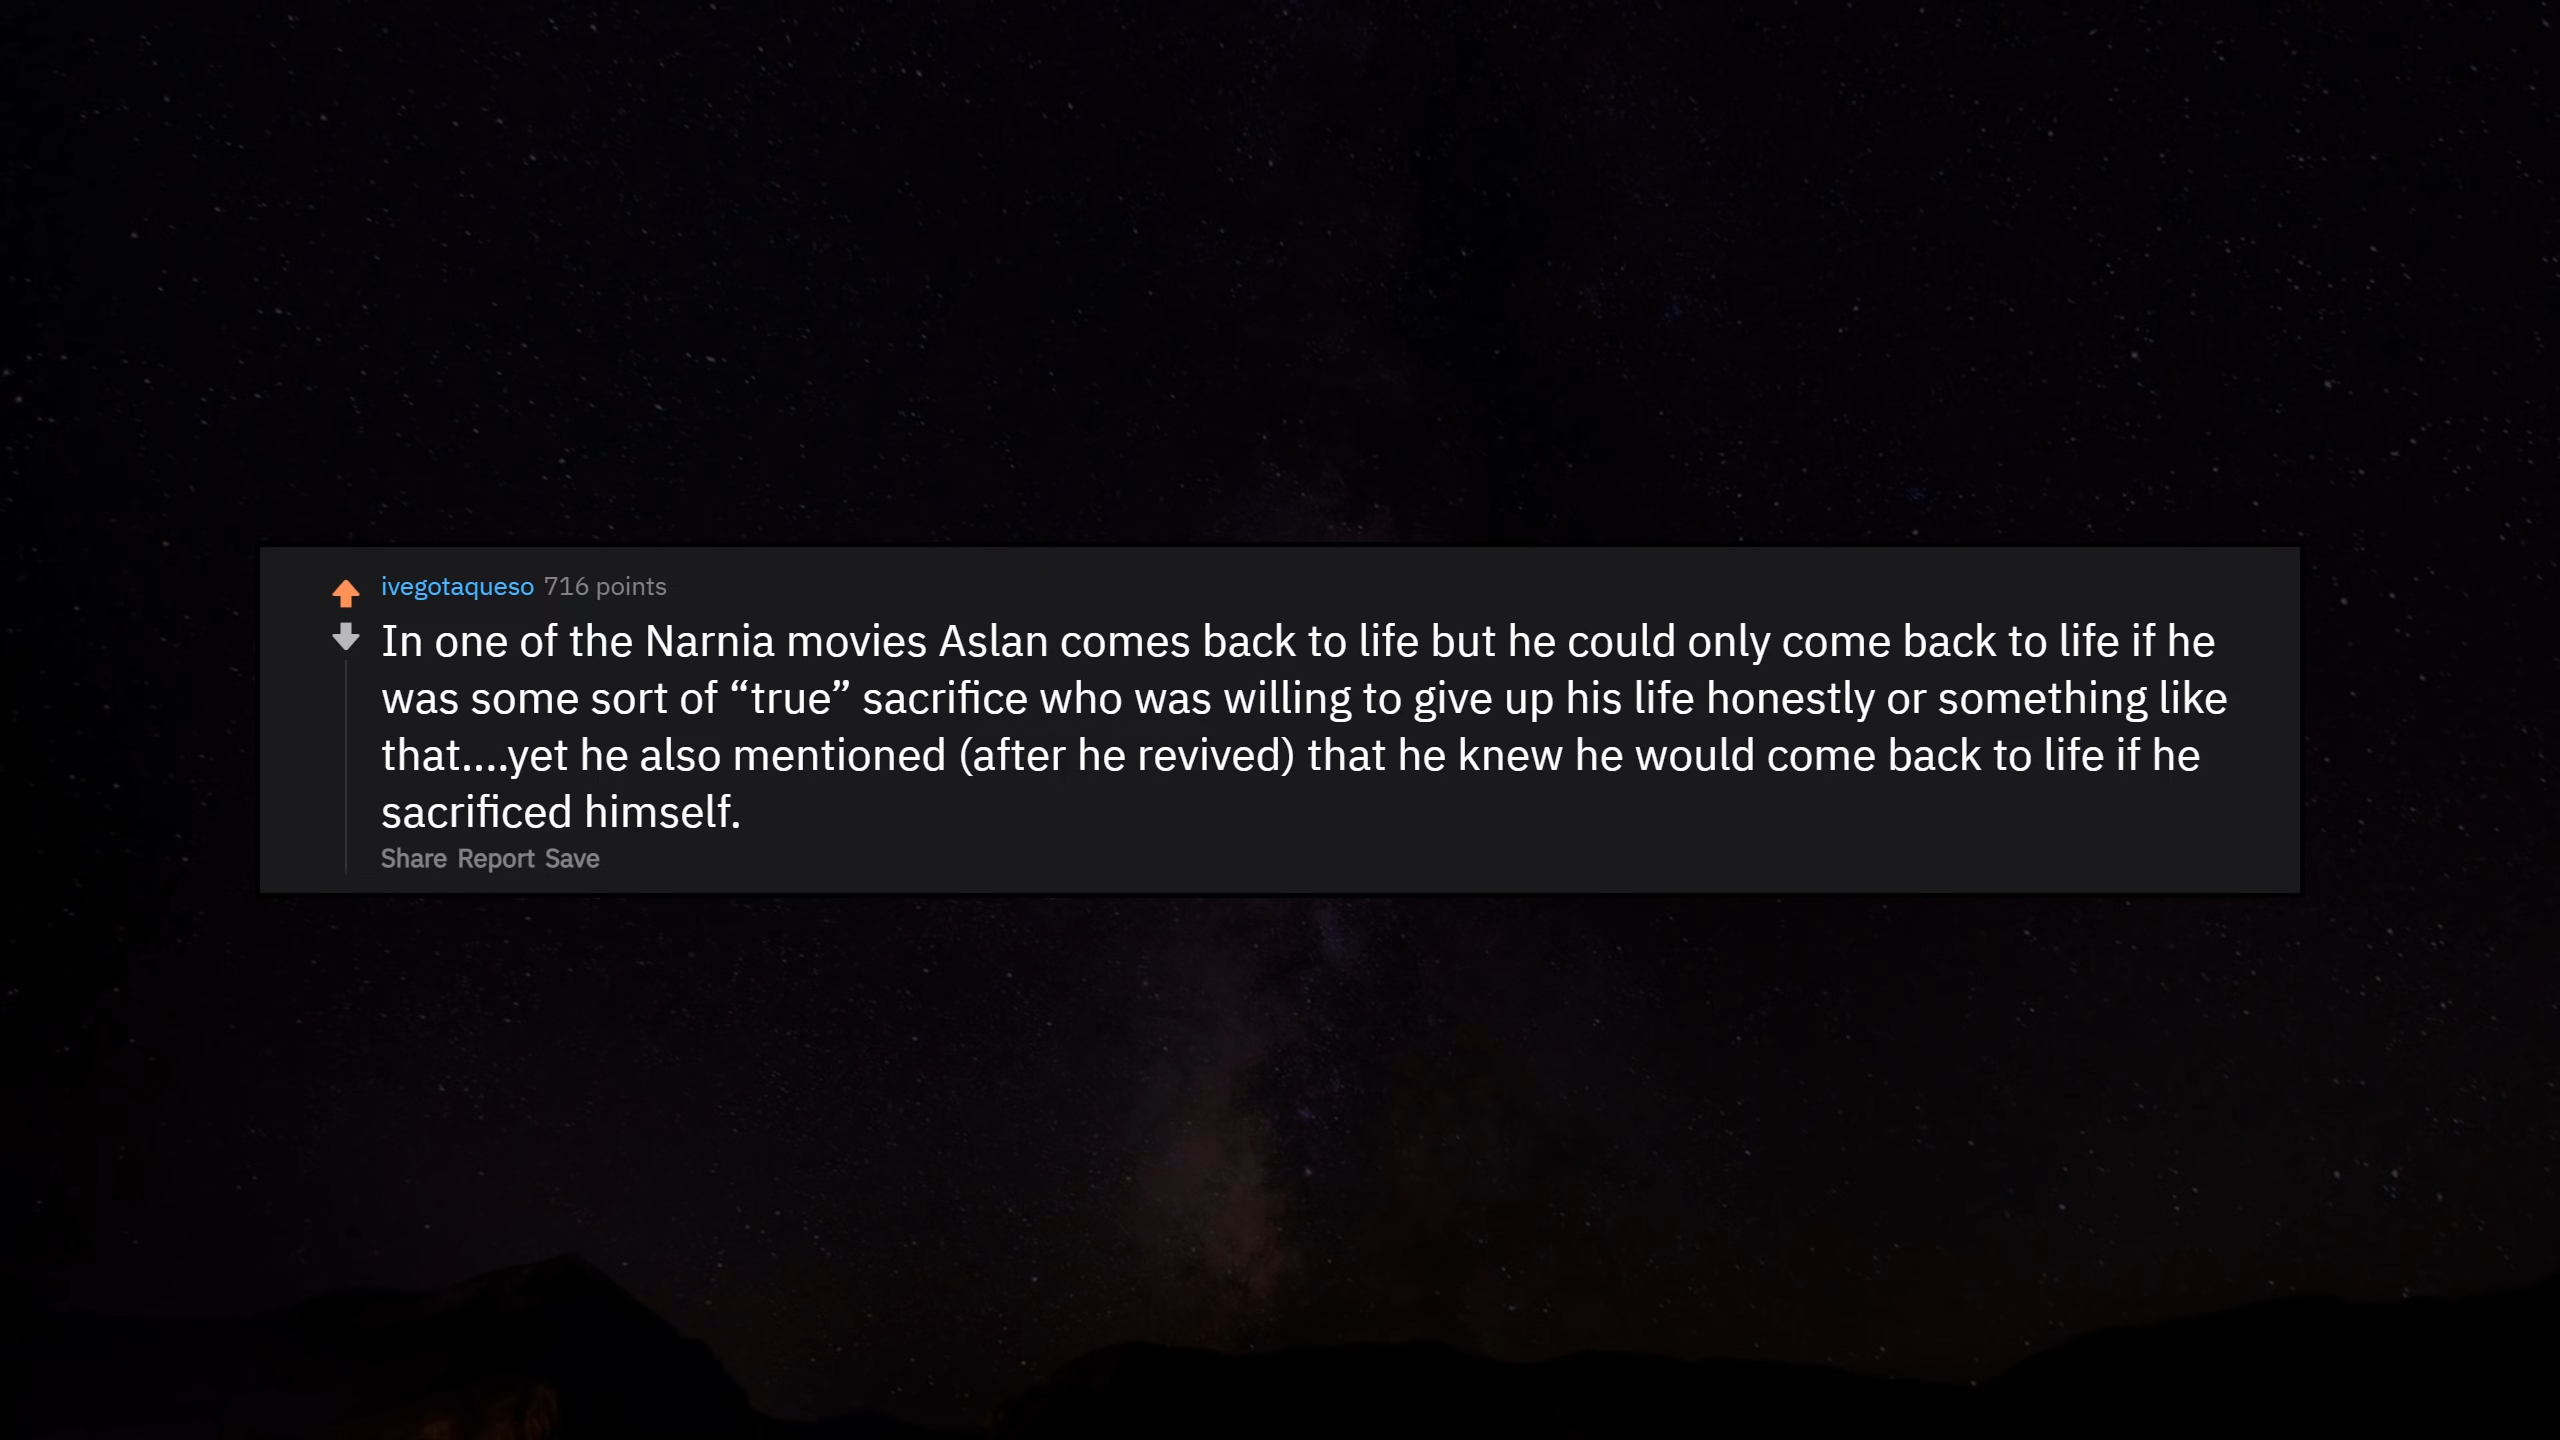 ivegotaqueso 716 points
In one of the Narnia movies Aslan comes back to life but he could only come back to life if he
was some sort of “true” sacrifice who was willing to give up his life honestly or something like
that....yet he also mentioned (after he revived) that he knew he would come back to life if he
sacrificed himself.
Share Report Save